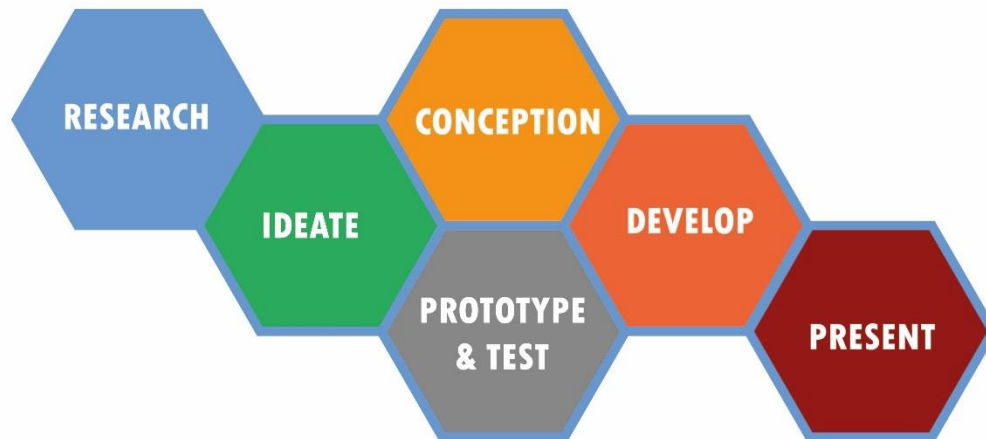 RESEARCH
IDEATE
CONCEPTION
PROTOTYPE
& TEST
DEVELOP
PRESENT